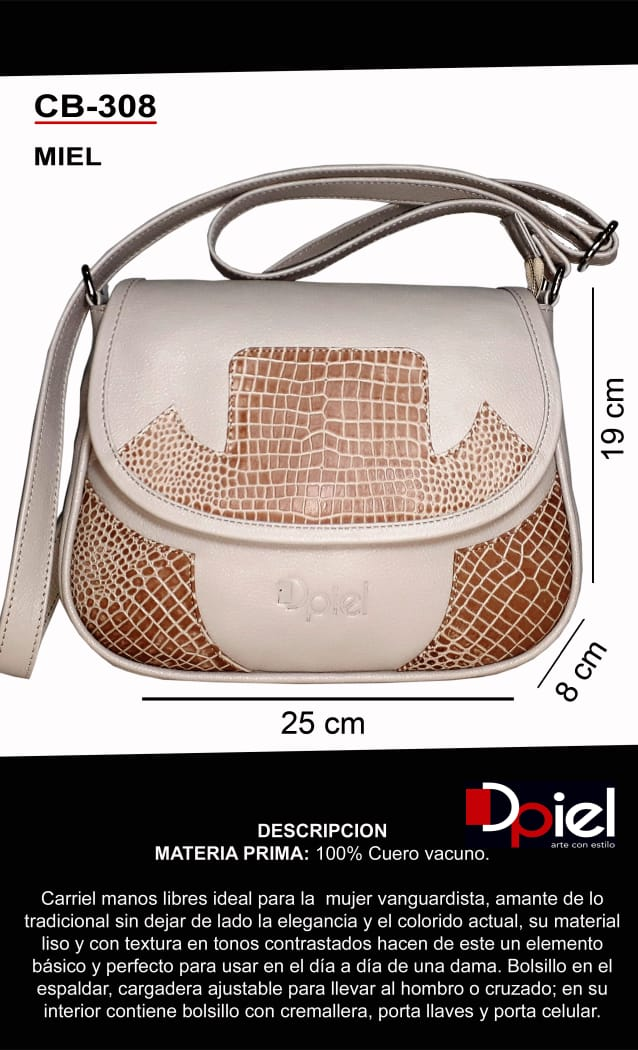 CB-308
MIEL
19 cm
Dpiel
8 cm
25 cm
Dpiel
arte con estilo
DESCRIPCION
MATERIA PRIMA: 100% Cuero vacuno.
Carriel manos libres ideal para la mujer vanguardista, amante de lo
tradicional sin dejar de lado la elegancia y el colorido actual, su material
liso y con textura en tonos contrastados hacen de este un elemento
básico y perfecto para usar en el día a día de una dama. Bolsillo en el
espaldar, cargadera ajustable para llevar al hombro o cruzado; en su
interior contiene bolsillo con cremallera, porta llaves y porta celular.